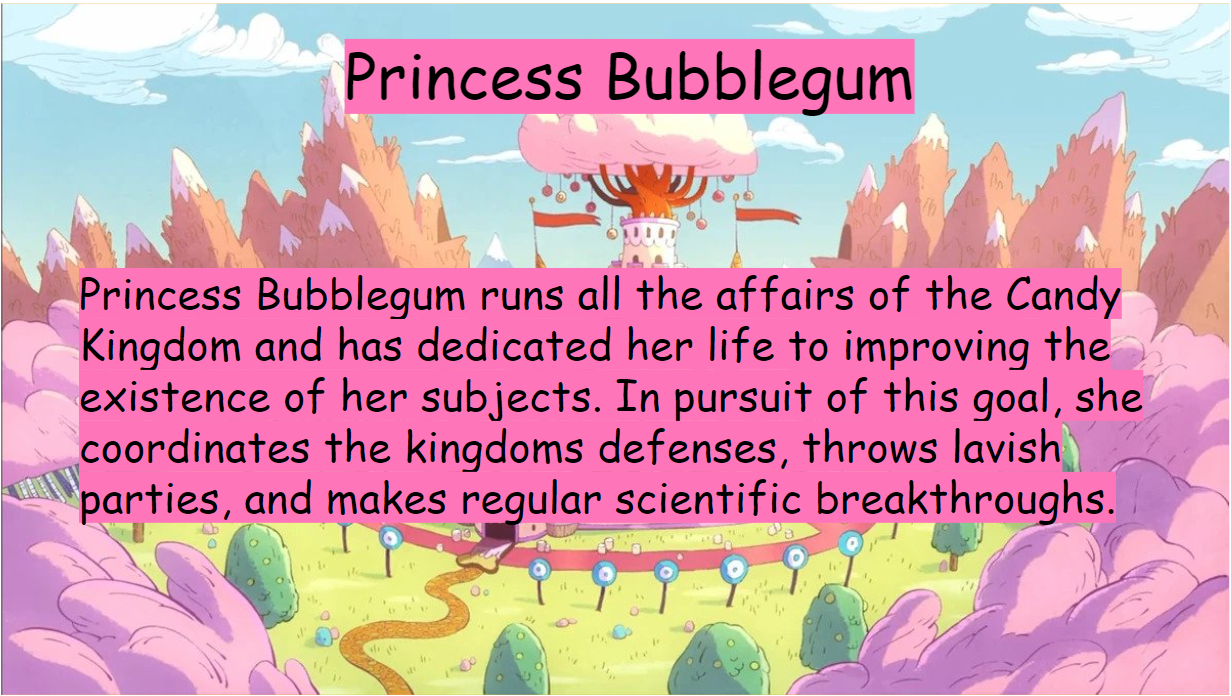 Princess Bubblegum
Princess Bubblegum runs all the affairs of the Candy
Kingdom and has dedicated her life to improving the
existence of her subjects. In pursuit of this goal, she
coordinates the kingdoms defenses, throws lavish
parties, and makes regular scientific breakthroughs.